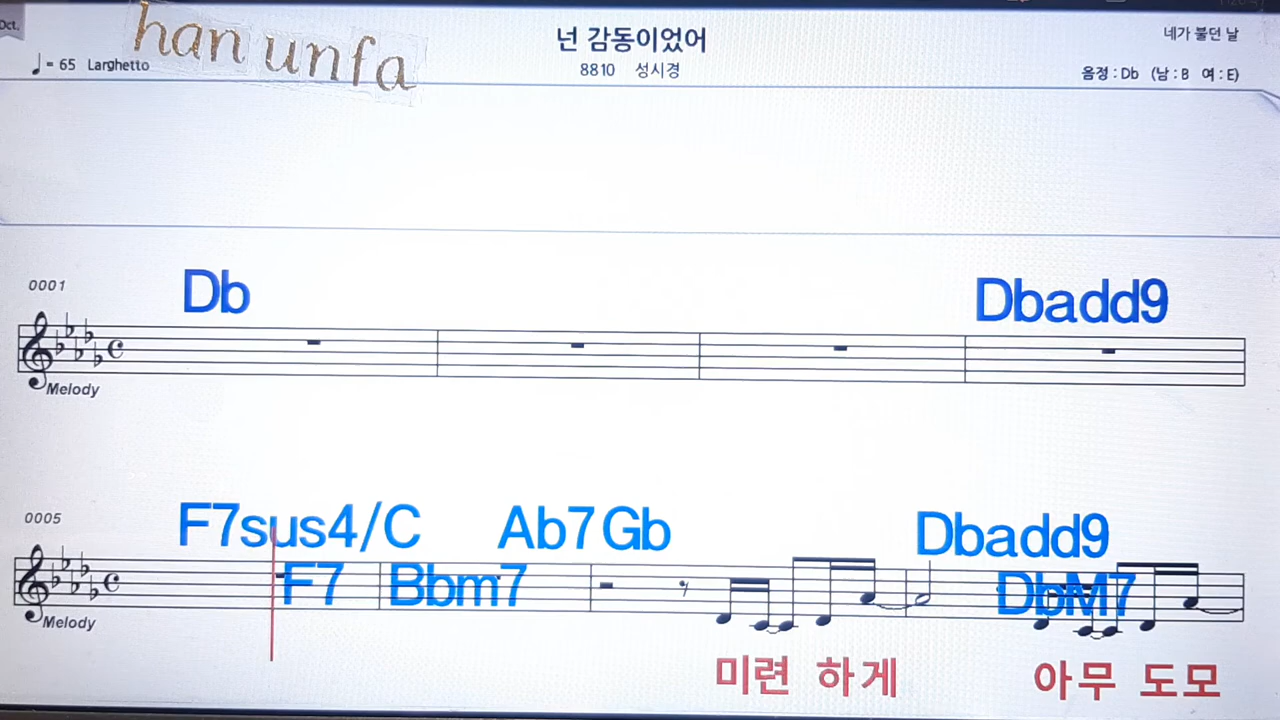 Oct.
han unfa
넌 감동이었어
네가 불던 날
♩= 65 Larghetto
8810 성시경
음정 : Db (남 : B 여 : E)
0001
Db
Dbadd9
Melody
0005
F7sus4/C
Ab7 Gb
Dbadd9
F7
Bbm7
DbM7
Melody
미련 하게
아무 도모